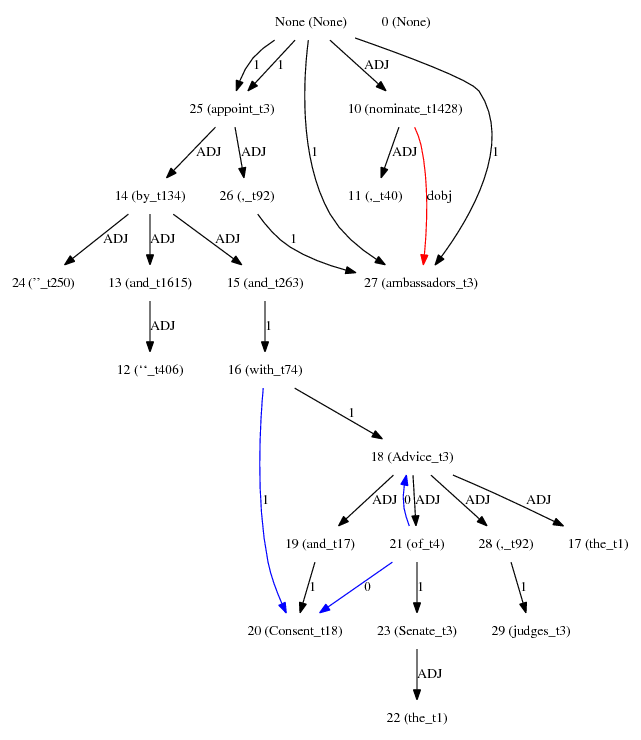 None (None) 0 (None)
1 1 ADJ
25 (appoint_t3) 10 (nominate_t1428)
ADJ ADJ 1 ADJ 1
14 (by_t134) 26 (,_t92) 11 (,_t40) dobj
ADJ ADJ ADJ 1
24 (''_t250) 13 (and_t1615) 15 (and_t263) 27 (ambassadors_t3)
ADJ 1
12 (``_t406) 16 (with_t74)
1
18 (Advice_t3)
1 ADJ 0 ADJ ADJ ADJ
19 (and_t17) 21 (of_t4) 28 (,_t92) 17 (the_t1)
1 0 1 1
20 (Consent_t18) 23 (Senate_t3) 29 (judges_t3)
ADJ
22 (the_t1)